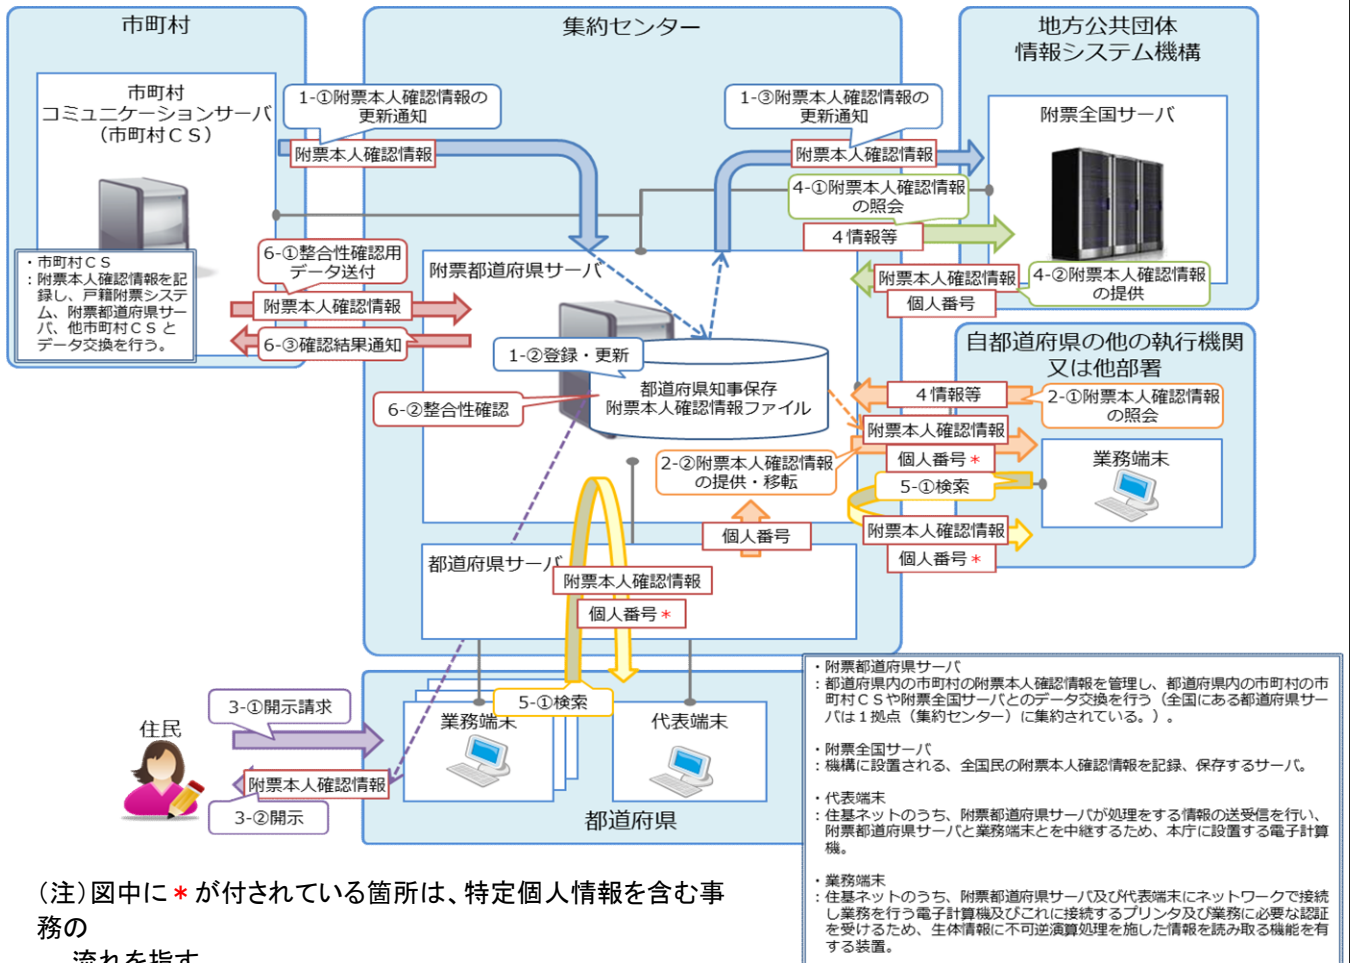 市町村
市町村
コミュニケーションサーバ
（市町村ＣＳ）
・市町村ＣＳ
：附票本人確認情報を記
録し、戸籍附票システ
ム、附票都道府県サー
バ、他市町村ＣＳと
データ交換を行う。
集約センター
1-①附票本人確認情報の
更新通知
附票本人確認情報
1-③附票本人確認情報の
更新通知
附票本人確認情報
地方公共団体
情報システム機構
附票全国サーバ
4-①附票本人確認情報
の照会
４情報等
附票本人確認情報
個人番号
4-②附票本人確認情報
の提供
6-①整合性確認用
データ送付
附票本人確認情報
6-③確認結果通知
附票都道府県サーバ
1-②登録・更新
6-②整合性確認
都道府県知事保存
附票本人確認情報ファイル
自都道府県の他の執行機関
又は他部署
４情報等
2-①附票本人確認情報
の照会
附票本人確認情報
個人番号＊
2-②附票本人確認情報
の提供・移転
業務端末
5-①検索
附票本人確認情報
個人番号＊
個人番号
都道府県サーバ
附票本人確認情報
個人番号＊
5-①検索
業務端末
代表端末
都道府県
住民
3-①開示請求
附票本人確認情報
3-②開示
・附票都道府県サーバ
：都道府県内の市町村の附票本人確認情報を管理し、都道府県内の市町村の市
町村ＣＳや附票全国サーバとのデータ交換を行う（全国にある都道府県サー
バは１拠点（集約センター）に集約されている。）。
・附票全国サーバ
：機構に設置される、全国民の附票本人確認情報を記録、保存するサーバ。
・代表端末
：住基ネットのうち、附票都道府県サーバが処理をする情報の送受信を行い、
附票都道府県サーバと業務端末とを中継するため、本庁に設置する電子計算
機。
・業務端末
：住基ネットのうち、附票都道府県サーバ及び代表端末にネットワークで接続
し業務を行う電子計算機及びこれに接続するプリンタ及び業務に必要な認証
を受けるため、生体情報に不可逆演算処理を施した情報を読み取る機能を有
する装置。
（注）図中に＊が付されている箇所は、特定個人情報を含む事
務の
流れを指す